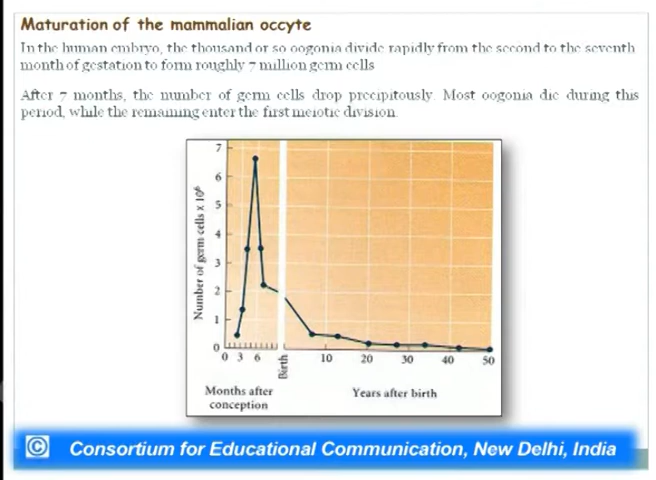 Maturation of the mammalian occyte
In the human embryo, the thousand or so oogonia divide rapidly from the second to the seventh
month of gestation to form roughly 7 million germ cells
After 7 months, the number of germ cells drop precipitously. Most oogonia die during this
period, while the remaining enter the first meiotic division.
Number of germ cells x 10⁶
7
6
5
4
3
2
1
0
0 3 6 Birth 10 20 30 40 50
Months after
conception
Years after birth
© Consortium for Educational Communication, New Delhi, India